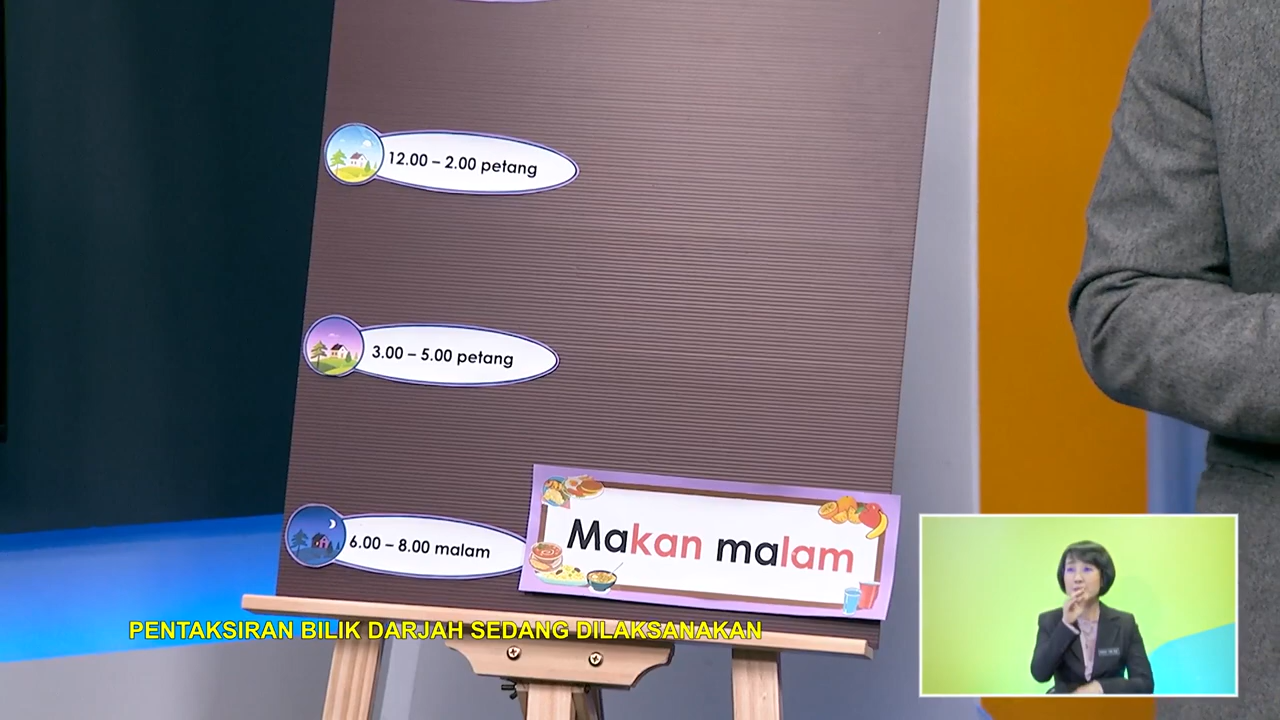 12.00 – 2.00 petang
3.00 – 5.00 petang
6.00 – 8.00 malam
Makan malam
PENTAKSIRAN BILIK DARJAH SEDANG DILAKSANAKAN